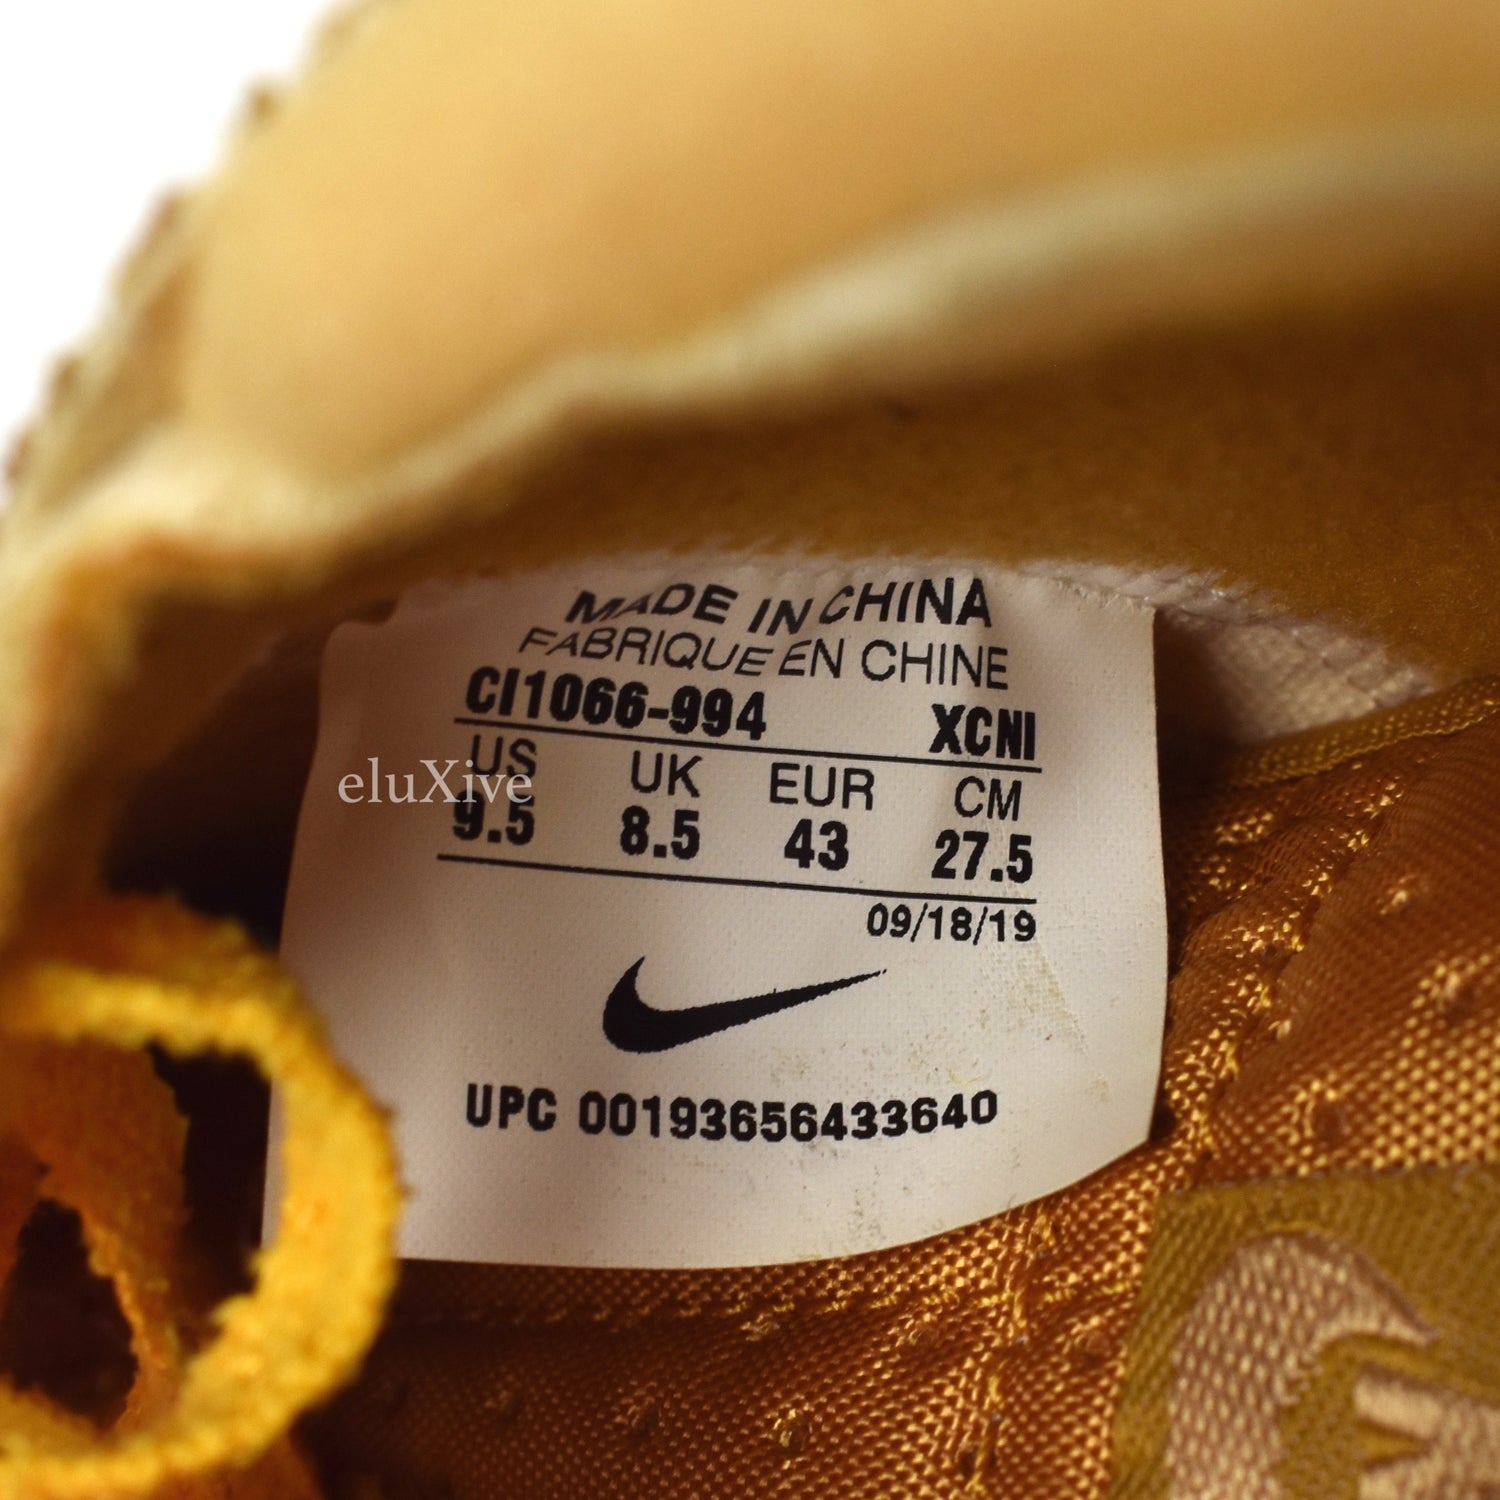 MADE IN CHINA
FABRIQUE EN CHINE
CI1066-994 XCNI
US UK EUR CM
9.5 8.5 43 27.5
eluXive
09/18/19
UPC 00193656433640